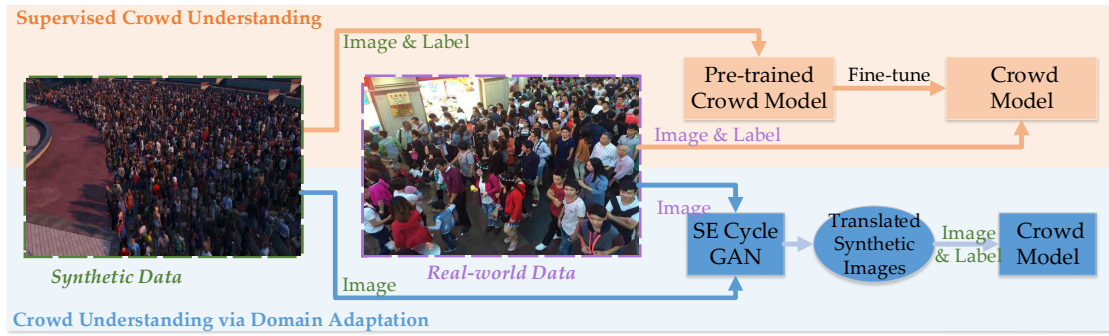 Supervised Crowd Understanding
Image & Label
Pre-trained
Crowd Model
Fine-tune
Crowd
Model
Image & Label
Image
SE Cycle
GAN
Translated
Synthetic
Images
Image
& Label
Crowd
Model
Synthetic Data
Real-world Data
Image
Crowd Understanding via Domain Adaptation